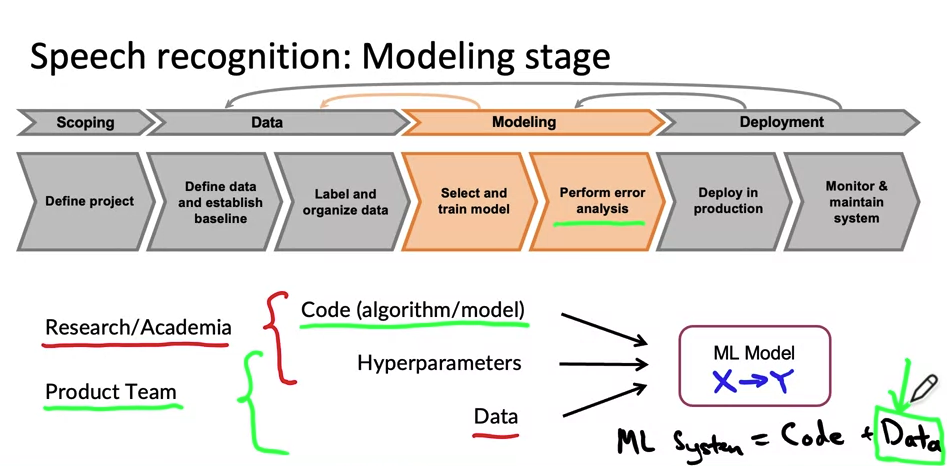 Speech recognition: Modeling stage
Scoping
Data
Modeling
Deployment
Define project
Define data
and establish
baseline
Label and
organize data
Select and
train model
Perform error
analysis
Deploy in
production
Monitor &
maintain
system
Research/Academia
Product Team
Code (algorithm/model)
Hyperparameters
Data
ML Model
X→Y
ML System = Code + Data